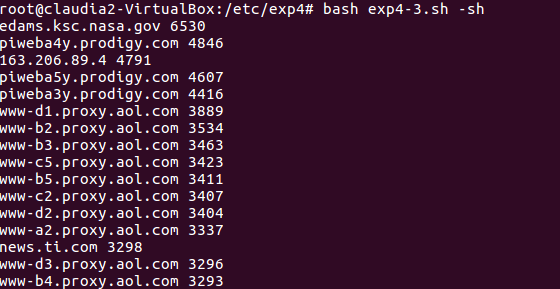 root@claudia2-VirtualBox:/etc/exp4# bash exp4-3.sh -sh
edams.ksc.nasa.gov 6530
piweba4y.prodigy.com 4846
163.206.89.4 4791
piweba5y.prodigy.com 4607
piweba3y.prodigy.com 4416
www-d1.proxy.aol.com 3889
www-b2.proxy.aol.com 3534
www-b3.proxy.aol.com 3463
www-c5.proxy.aol.com 3423
www-b5.proxy.aol.com 3411
www-c2.proxy.aol.com 3407
www-d2.proxy.aol.com 3404
www-a2.proxy.aol.com 3337
news.ti.com 3298
www-d3.proxy.aol.com 3296
www-b4.proxy.aol.com 3293